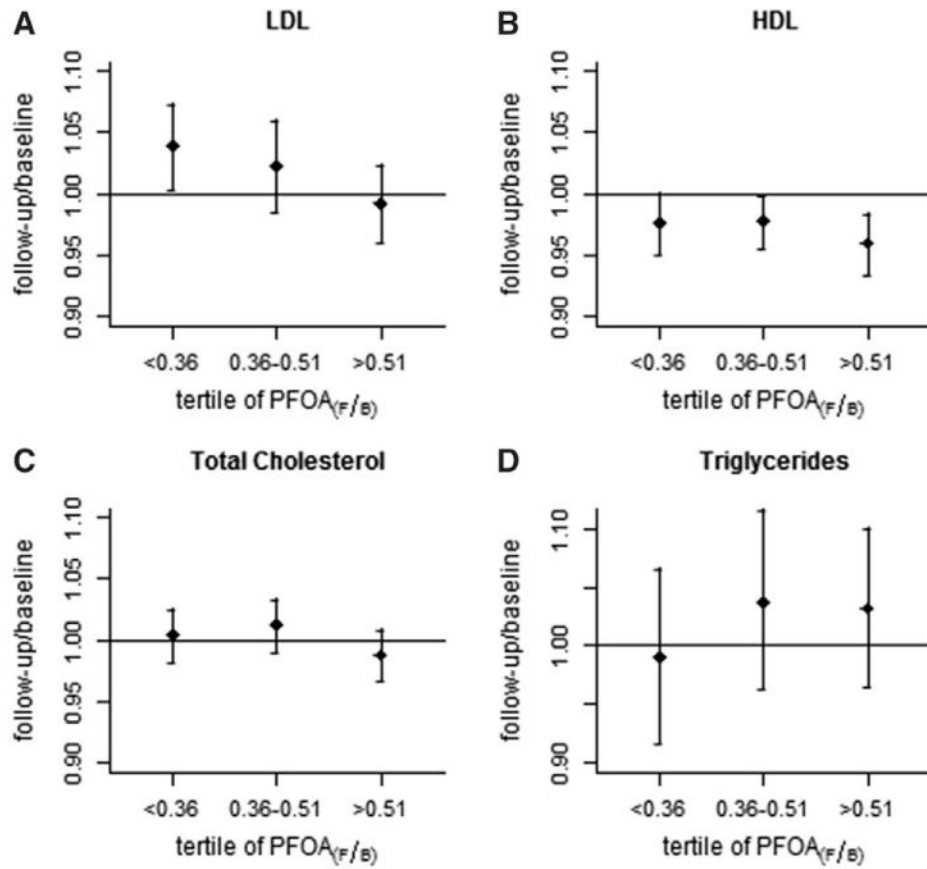 A
LDL
follow-up/baseline
1.10
1.05
1.00
0.95
0.90
<0.36 0.36-0.51 >0.51
tertile of PFOA(F/B)
B
HDL
follow-up/baseline
1.10
1.05
1.00
0.95
0.90
<0.36 0.36-0.51 >0.51
tertile of PFOA(F/B)
C
Total Cholesterol
follow-up/baseline
1.10
1.05
1.00
0.95
0.90
<0.36 0.36-0.51 >0.51
tertile of PFOA(F/B)
D
Triglycerides
follow-up/baseline
1.10
1.00
0.90
<0.36 0.36-0.51 >0.51
tertile of PFOA(F/B)